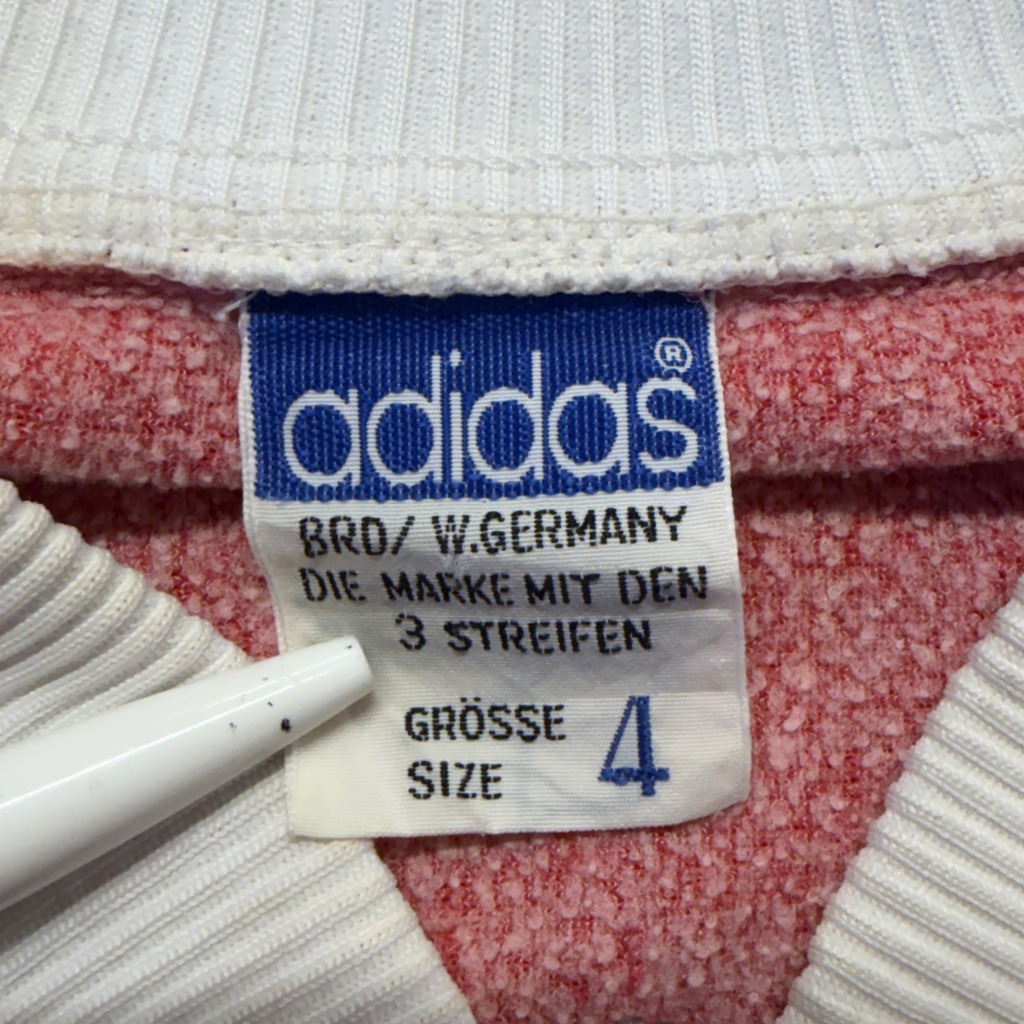 adidas®
BRD/ W.GERMANY
DIE MARKE MIT DEN
3 STREIFEN
GRÖSSE
SIZE 4